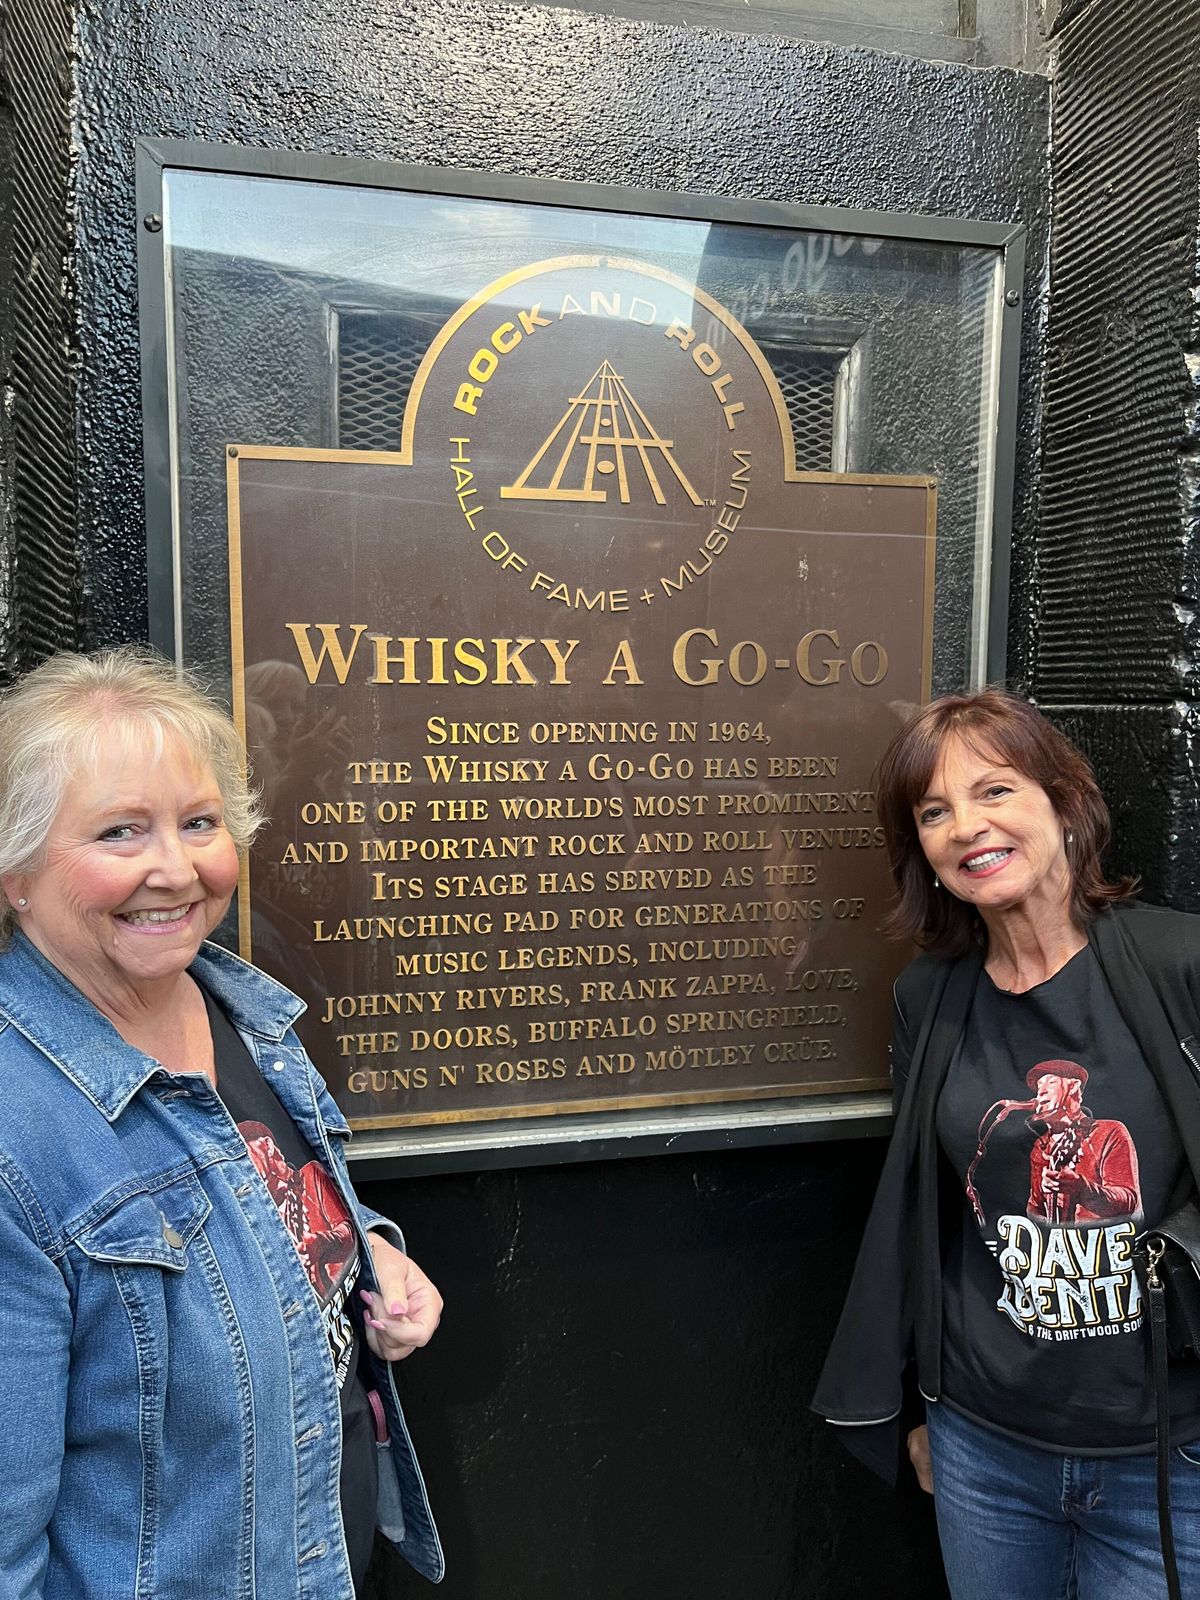 ROCK AND ROLL
HALL OF FAME + MUSEUM
TM
WHISKY A GO-GO
SINCE OPENING IN 1964,
THE WHISKY A GO-GO HAS BEEN
ONE OF THE WORLD'S MOST PROMINENT
AND IMPORTANT ROCK AND ROLL VENUES
ITS STAGE HAS SERVED AS THE
LAUNCHING PAD FOR GENERATIONS OF
MUSIC LEGENDS, INCLUDING
JOHNNY RIVERS, FRANK ZAPPA, LOVE,
THE DOORS, BUFFALO SPRINGFIELD,
GUNS N' ROSES AND MÖTLEY CRÜE.
DAVE
& THE DRIFTWOOD